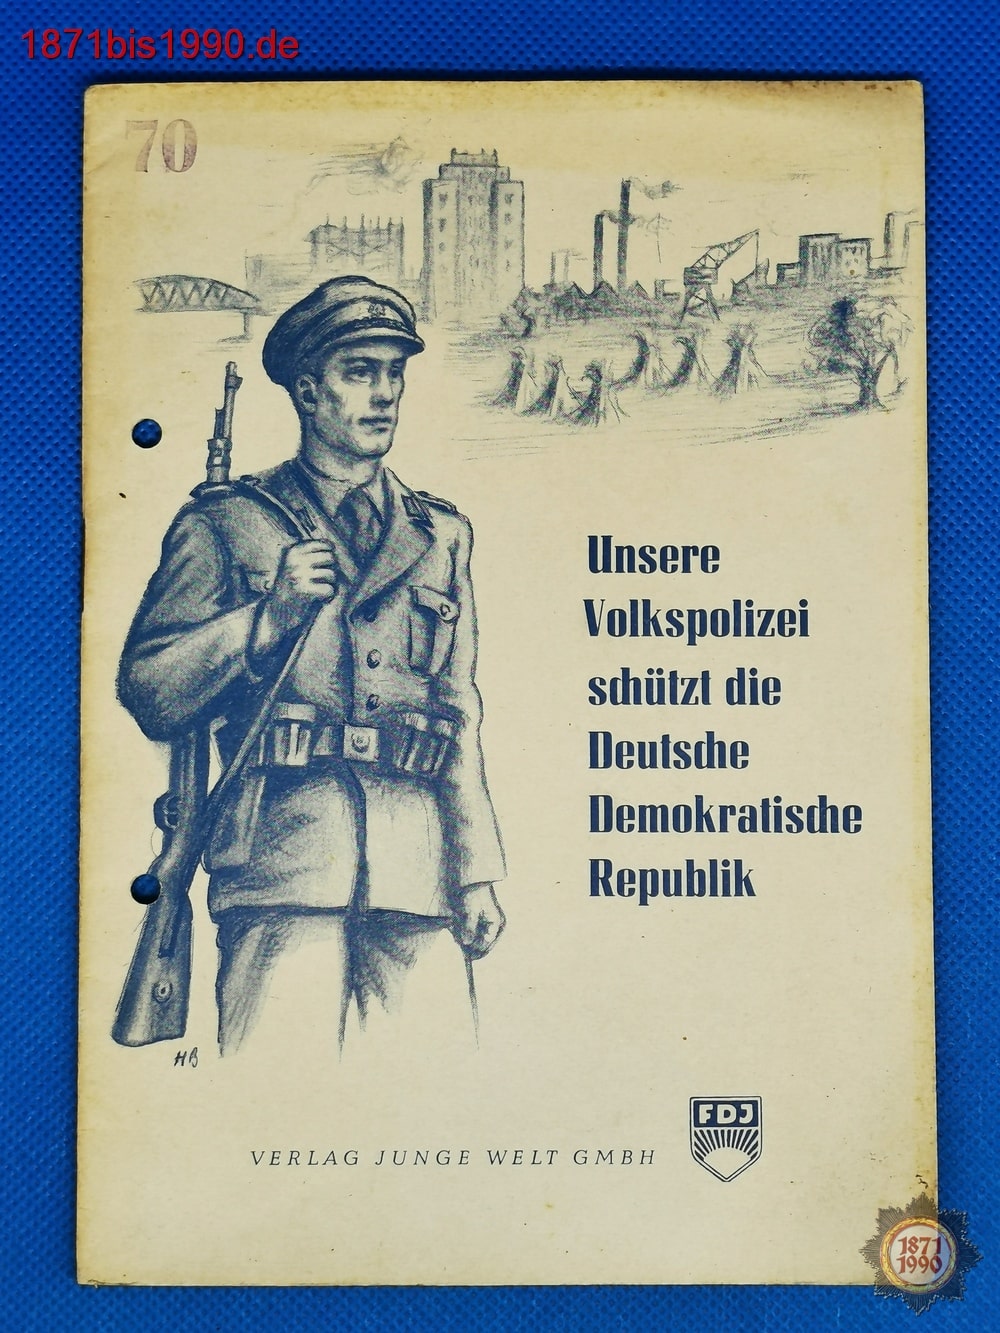 1871bis1990.de
70
Unsere
Volkspolizei
schützt die
Deutsche
Demokratische
Republik
HB
VERLAG JUNGE WELT GMBH
FDJ
1871
1990